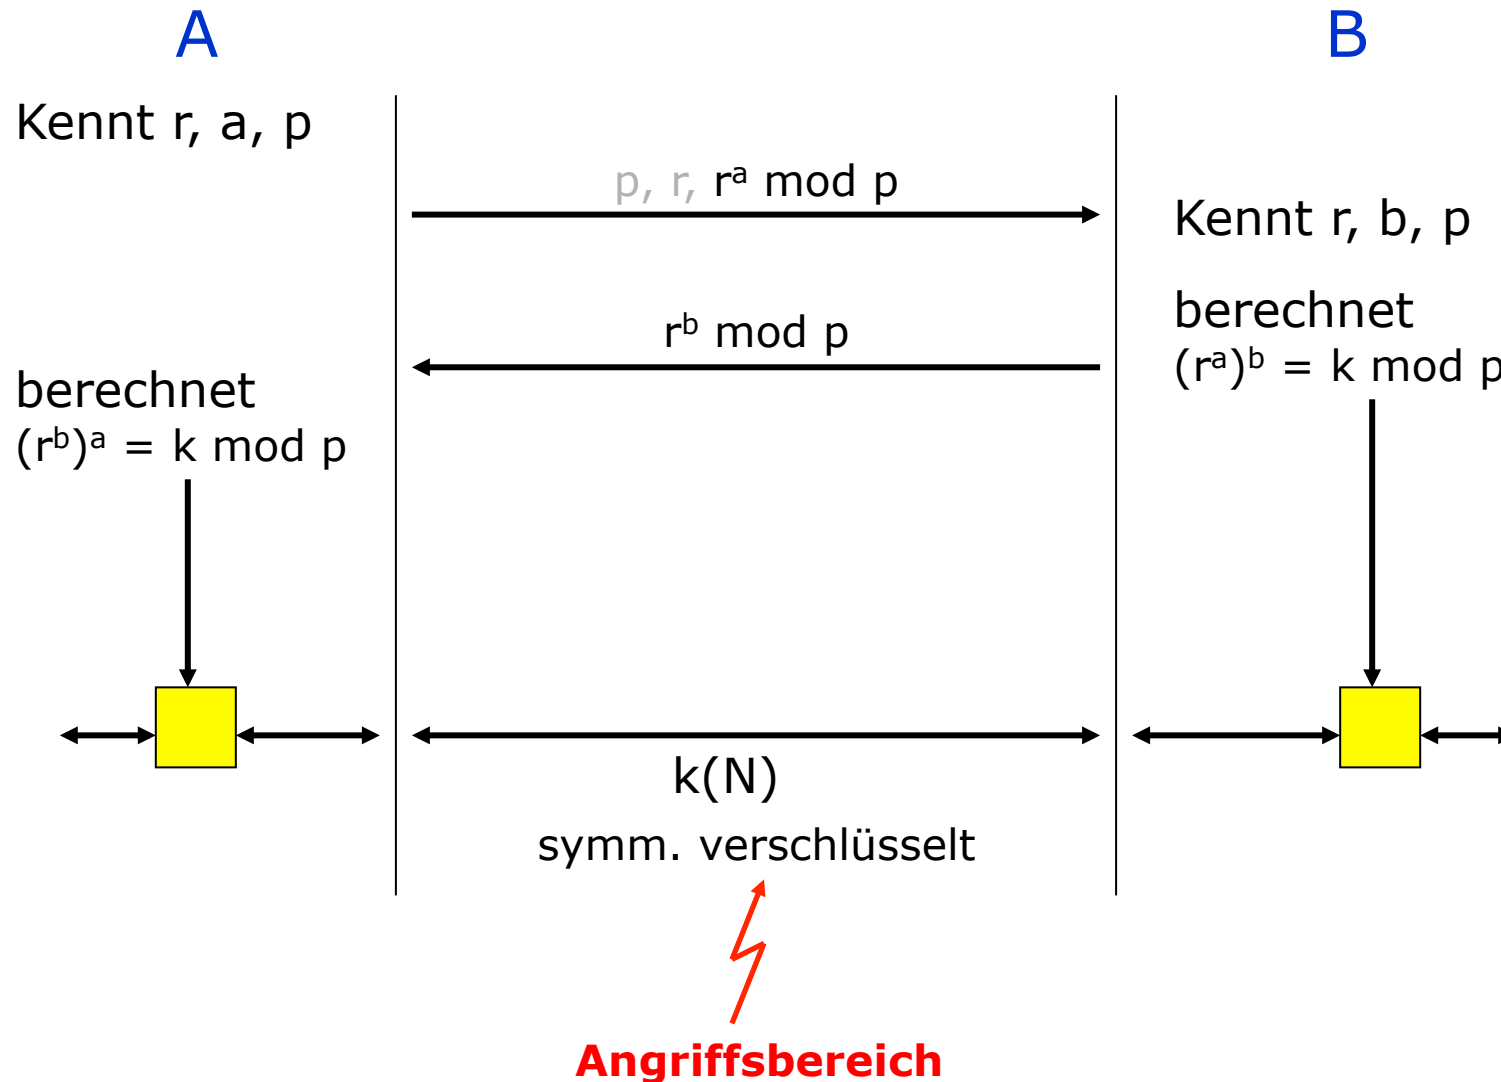 A
B
Kennt r, a, p
p, r, rᵃ mod p
Kennt r, b, p
rᵇ mod p
berechnet
(rᵃ)ᵇ = k mod p
berechnet
(rᵇ)ᵃ = k mod p
k(N)
symm. verschlüsselt
Angriffsbereich